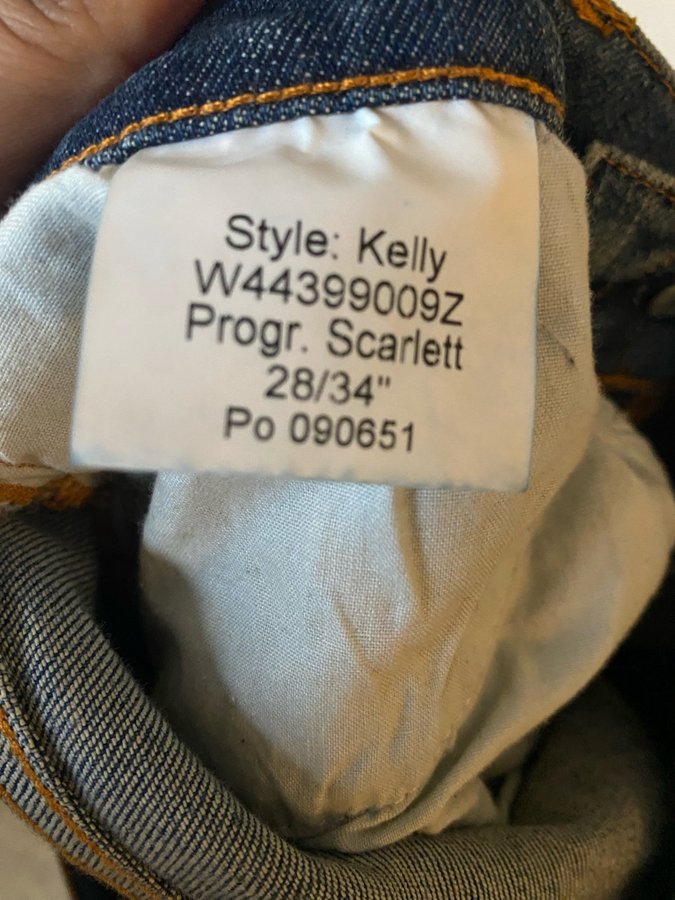 Style: Kelly
W44399009Z
Progr. Scarlett
28/34"
Po 090651